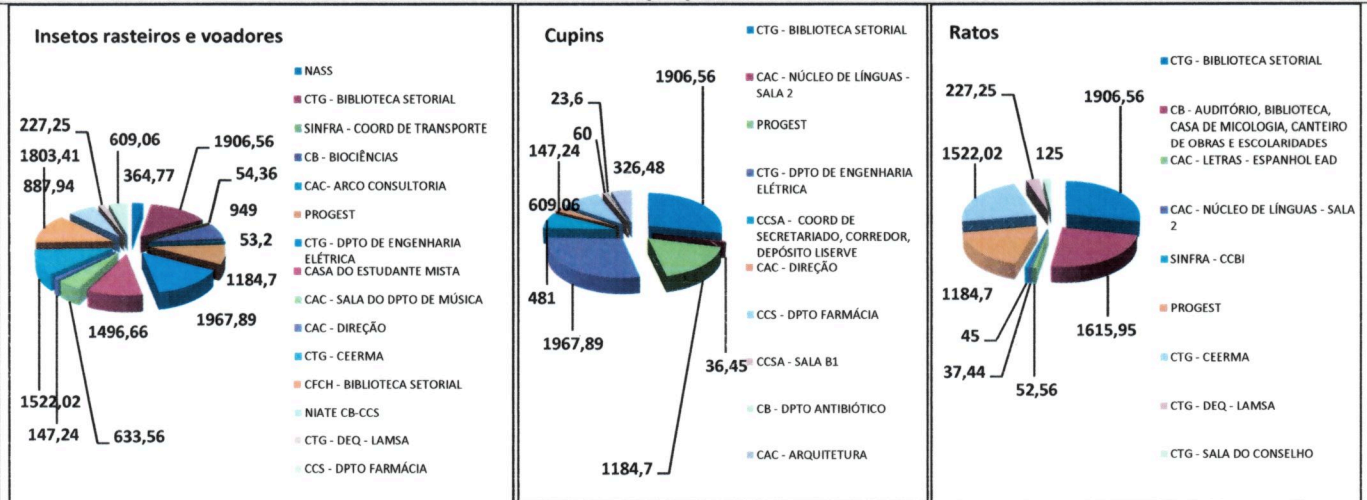 Insetos rasteiros e voadores
227,25
609,06
1803,41
364,77
1906,56
887,94
54,36
949
53,2
1184,7
1967,89
1496,66
1522,02
147,24
633,56
NASS
CTG - BIBLIOTECA SETORIAL
SINFRA - COORD DE TRANSPORTE
CB - BIOCIÊNCIAS
CAC- ARCO CONSULTORIA
PROGEST
CTG - DPTO DE ENGENHARIA
ELÉTRICA
CASA DO ESTUDANTE MISTA
CAC - SALA DO DPTO DE MÚSICA
CAC - DIREÇÃO
CTG - CEERMA
CFCH - BIBLIOTECA SETORIAL
NIATE CB-CCS
CTG - DEQ - LAMSA
CCS - DPTO FARMÁCIA
Cupins
1906,56
23,6
60
147,24
326,48
609,06
481
1967,89
36,45
1184,7
CTG - BIBLIOTECA SETORIAL
CAC - NÚCLEO DE LÍNGUAS -
SALA 2
PROGEST
CTG - DPTO DE ENGENHARIA
ELÉTRICA
CCSA - COORD DE
SECRETARIADO, CORREDOR,
DEPÓSITO LISERVE
CAC - DIREÇÃO
CCS - DPTO FARMÁCIA
CCSA - SALA B1
CB - DPTO ANTIBIÓTICO
CAC - ARQUITETURA
Ratos
227,25
1906,56
1522,02
125
1184,7
45
37,44
52,56
1615,95
CTG - BIBLIOTECA SETORIAL
CB - AUDITÓRIO, BIBLIOTECA,
CASA DE MICOLOGIA, CANTEIRO
DE OBRAS E ESCOLARIDADES
CAC - LETRAS - ESPANHOL EAD
CAC - NÚCLEO DE LÍNGUAS - SALA
2
SINFRA - CCBI
PROGEST
CTG - CEERMA
CTG - DEQ - LAMSA
CTG - SALA DO CONSELHO